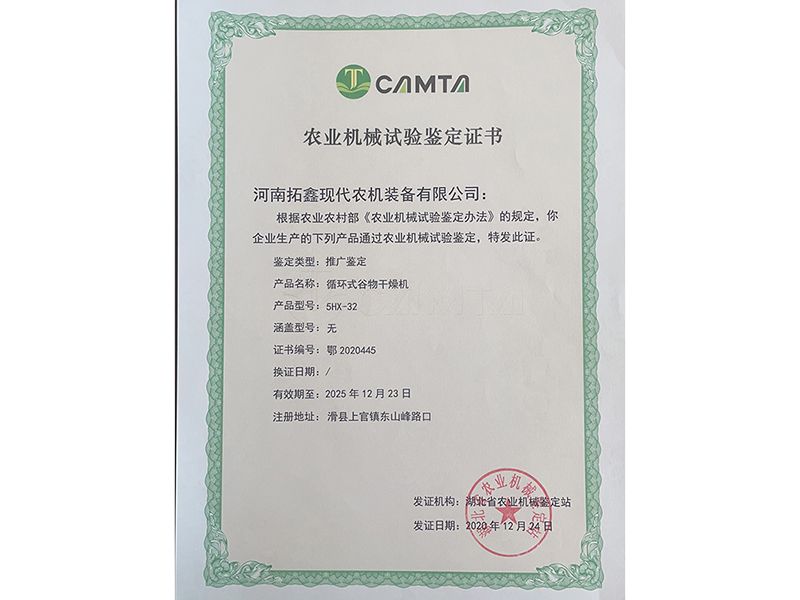 T CAMTA
农业机械试验鉴定证书
河南拓鑫现代农机装备有限公司：
根据农业农村部《农业机械试验鉴定办法》的规定，你
企业生产的下列产品通过农业机械试验鉴定，特发此证。
鉴定类型：推广鉴定
产品名称：循环式谷物干燥机
产品型号：5HX-32
涵盖型号：无
证书编号：鄂 2020445
换证日期：/
有效期至：2025 年 12 月 23 日
注册地址：滑县上官镇东山峰路口
发证机构：湖北省农业机械鉴定站
发证日期：2020 年 12 月 24 日